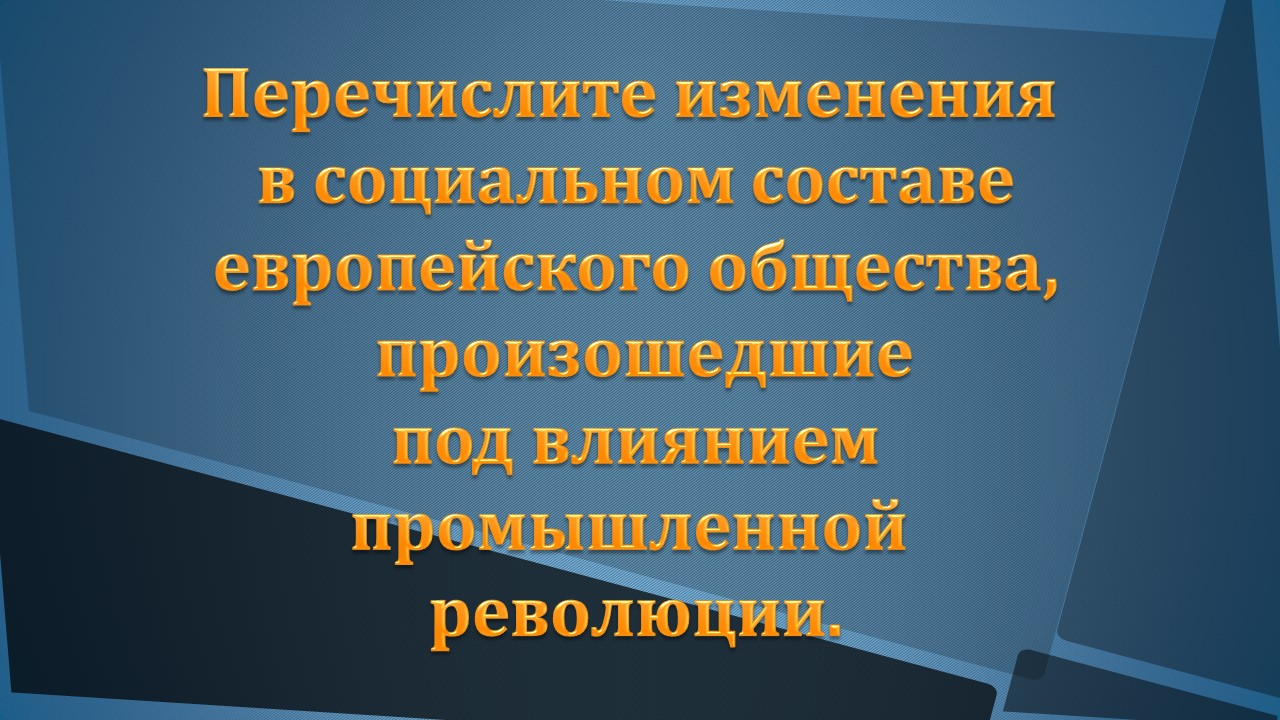 Перечислите изменения
в социальном составе
европейского общества,
произошедшие
под влиянием
промышленной
революции.